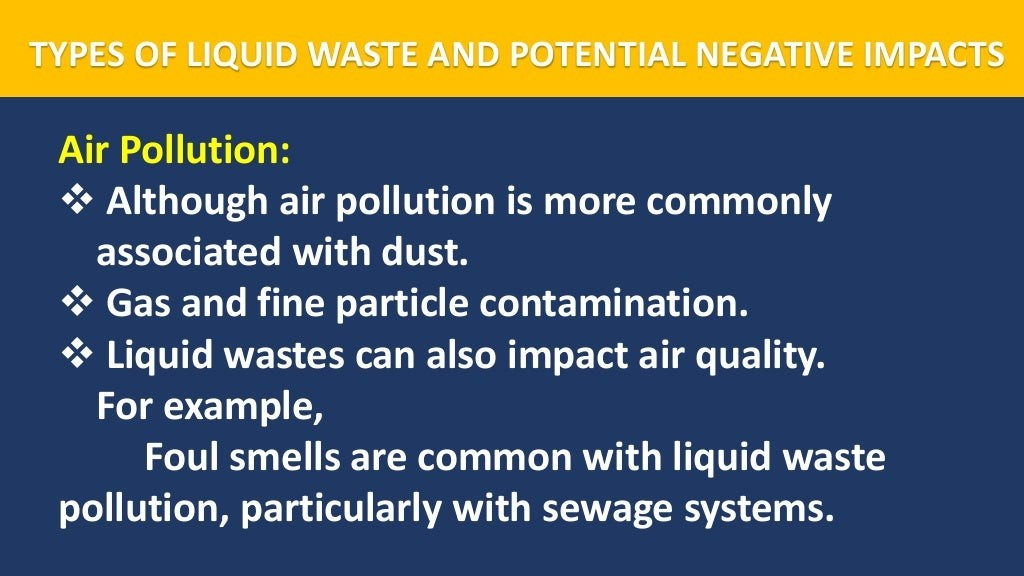 TYPES OF LIQUID WASTE AND POTENTIAL NEGATIVE IMPACTS
Air Pollution:
❖ Although air pollution is more commonly
associated with dust.
❖ Gas and fine particle contamination.
❖ Liquid wastes can also impact air quality.
For example,
Foul smells are common with liquid waste
pollution, particularly with sewage systems.